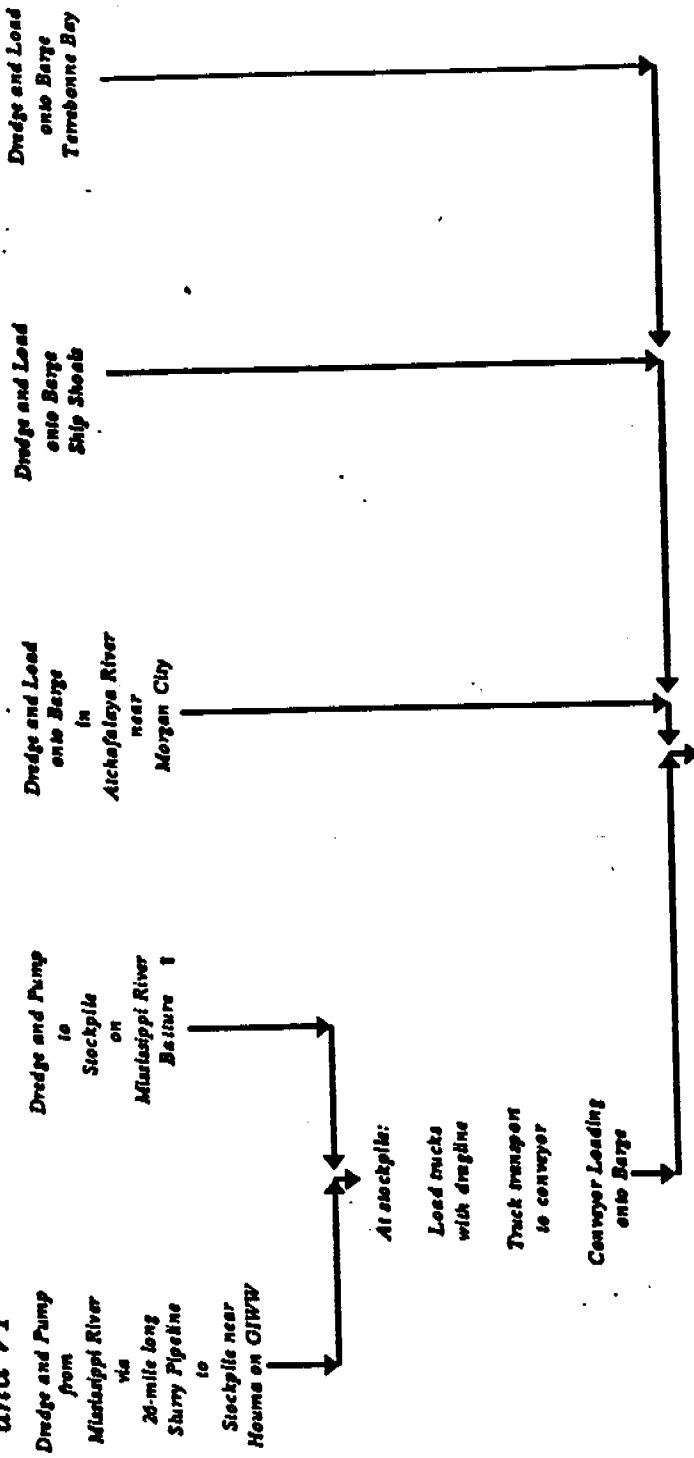 Dredge and Pump
from
Mississippi River
via
26-mile long
Slurry Pipeline
to
Stockpile near
Houma on GIWW
Dredge and Pump
to
Stockpile
on
Mississippi River
Batture
Dredge and Load
onto Barge
in
Atchafalaya River
near
Morgan City
Dredge and Load
onto Barge
Ship Shoals
Dredge and Load
onto Barge
Terrebonne Bay
At stockpile:
Load trucks
with dragline
Truck transport
to conveyor
Conveyor Loading
onto Barge